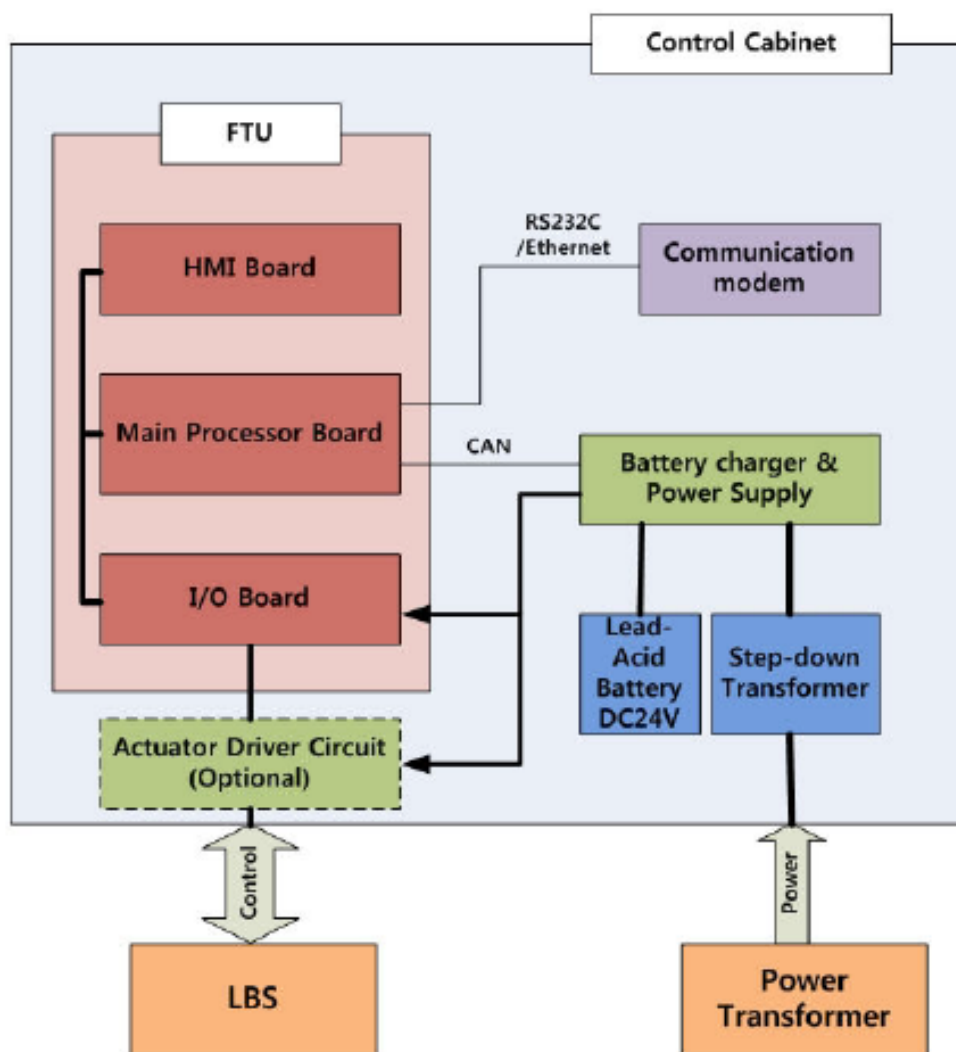 Control Cabinet
FTU
HMI Board
RS232C
/Ethernet
Communication
modem
Main Processor Board
CAN
Battery charger &
Power Supply
I/O Board
Lead-
Acid
Battery
DC24V
Step-down
Transformer
Actuator Driver Circuit
(Optional)
Control
Power
LBS
Power
Transformer